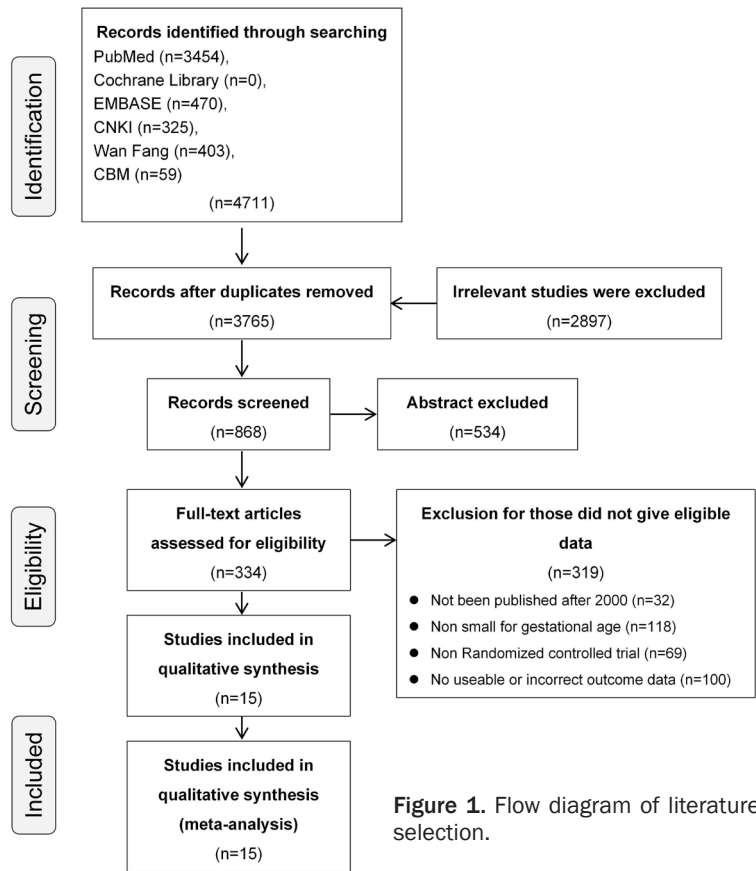 Identification
Records identified through searching
PubMed (n=3454),
Cochrane Library (n=0),
EMBASE (n=470),
CNKI (n=325),
Wan Fang (n=403),
CBM (n=59)
(n=4711)
Screening
Records after duplicates removed
(n=3765)
Irrelevant studies were excluded
(n=2897)
Records screened
(n=868)
Abstract excluded
(n=534)
Eligibility
Full-text articles
assessed for eligibility
(n=334)
Exclusion for those did not give eligible
data
(n=319)
● Not been published after 2000 (n=32)
● Non small for gestational age (n=118)
● Non Randomized controlled trial (n=69)
● No useable or incorrect outcome data (n=100)
Studies included in
qualitative synthesis
(n=15)
Included
Studies included in
qualitative synthesis
(meta-analysis)
(n=15)
Figure 1. Flow diagram of literature
selection.